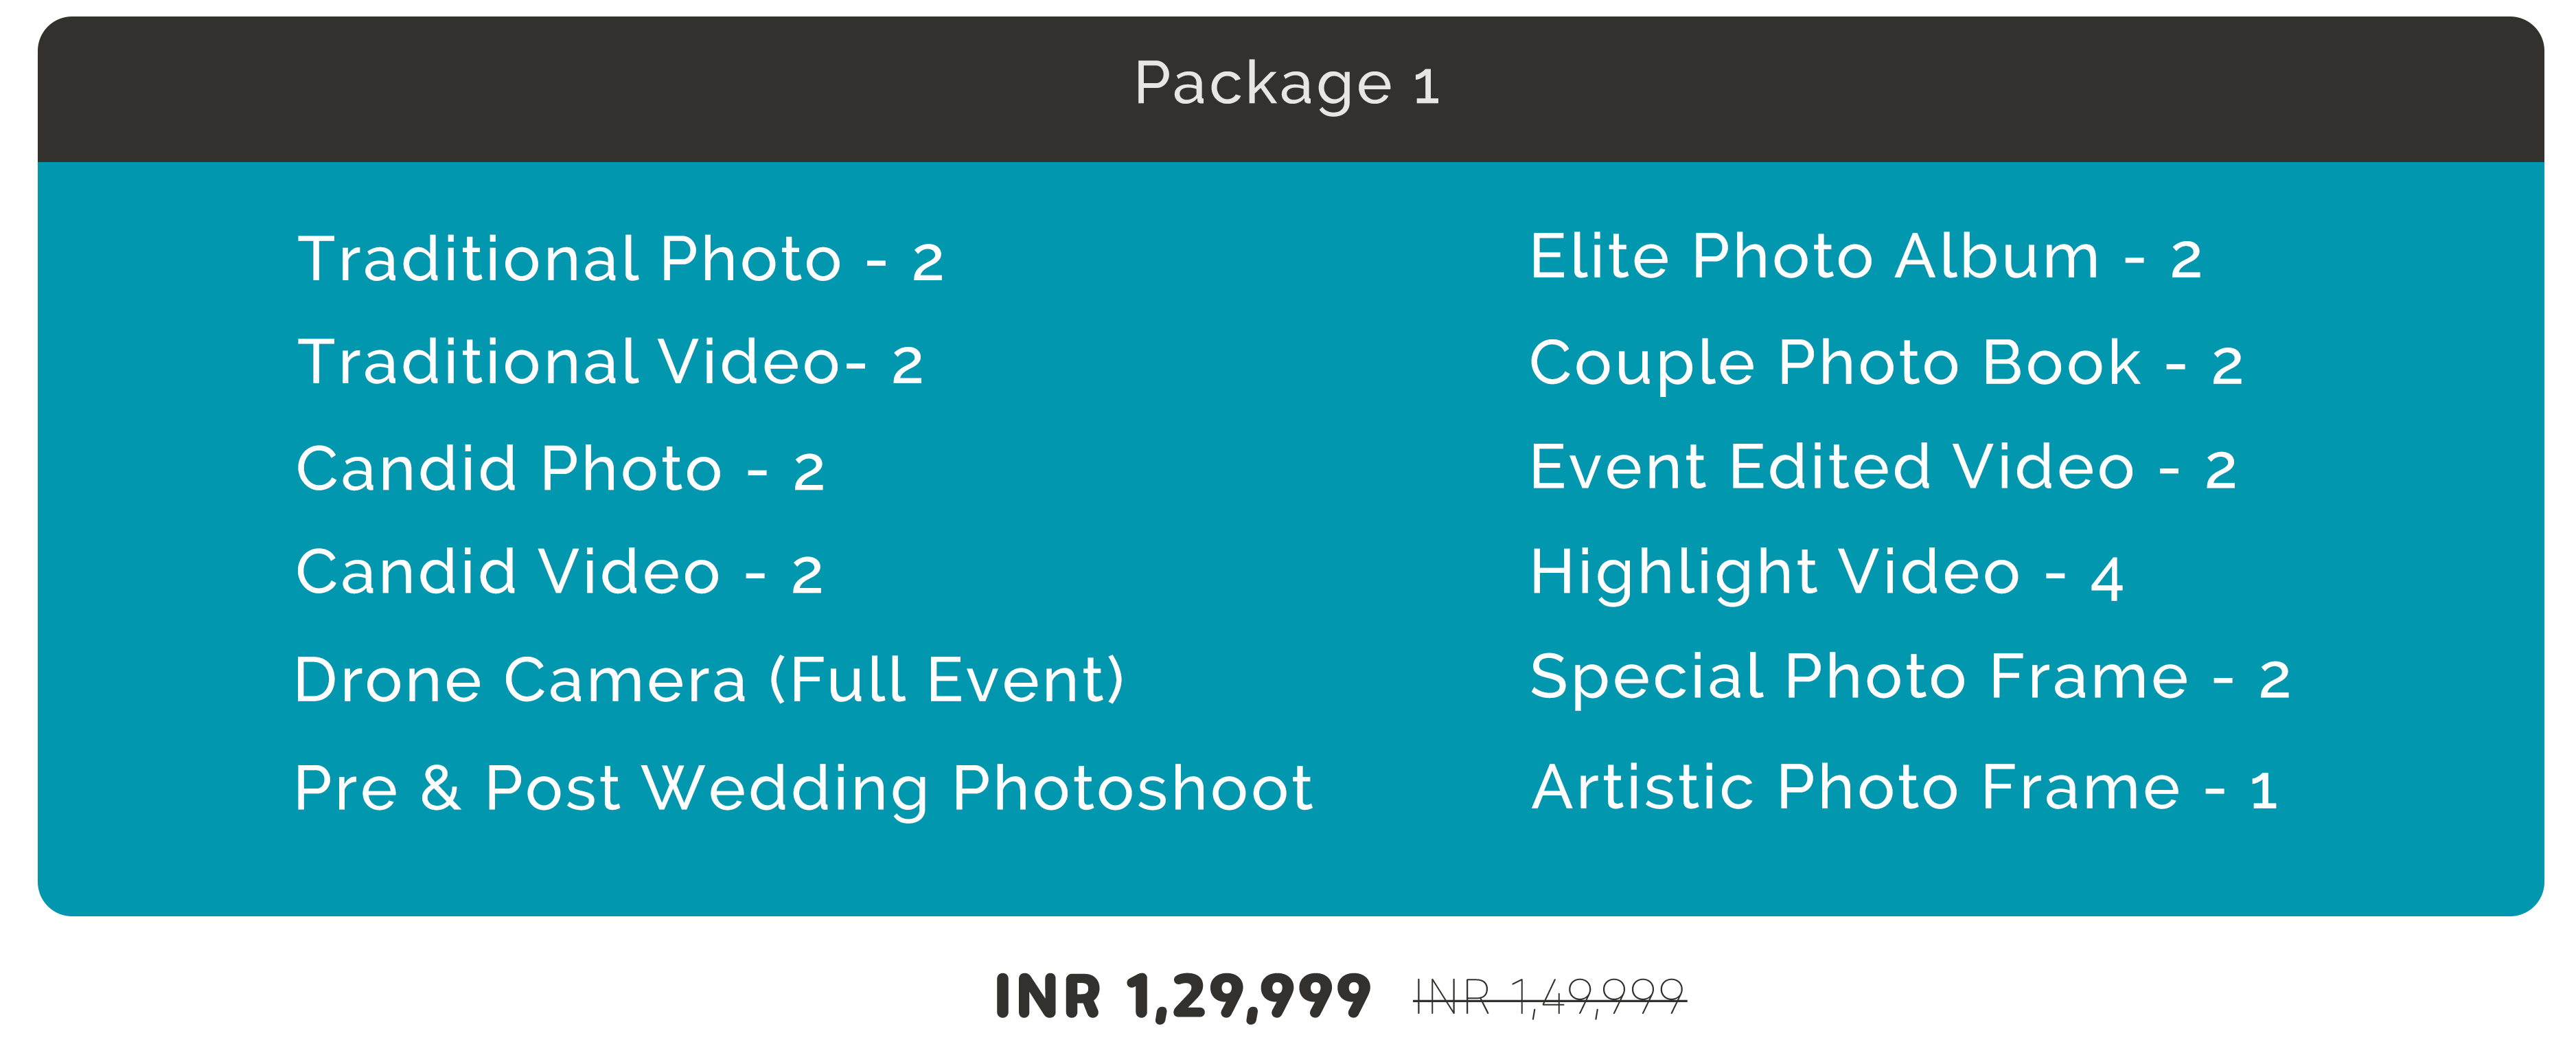 Package 1
Traditional Photo - 2
Traditional Video- 2
Candid Photo - 2
Candid Video - 2
Drone Camera (Full Event)
Pre & Post Wedding Photoshoot
Elite Photo Album - 2
Couple Photo Book - 2
Event Edited Video - 2
Highlight Video - 4
Special Photo Frame - 2
Artistic Photo Frame - 1
INR 1,29,999 INR 1,49,999